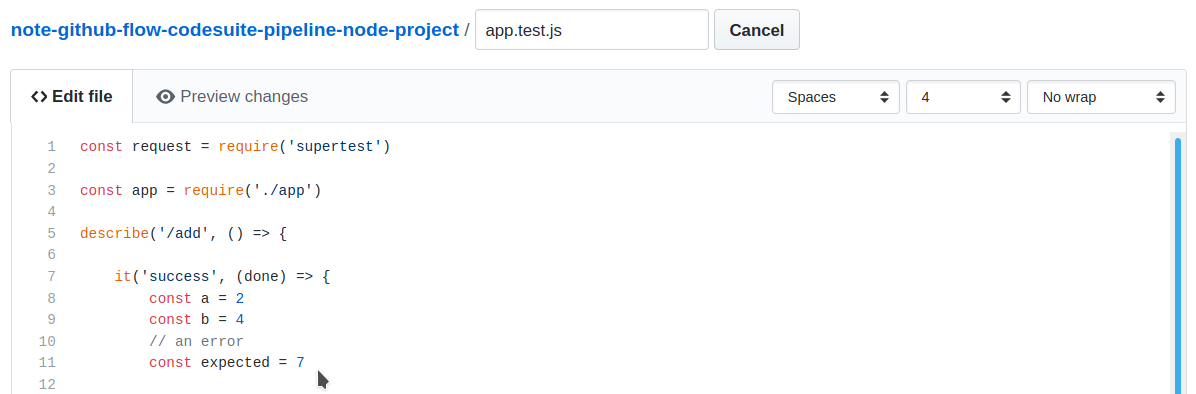 note-github-flow-codesuite-pipeline-node-project / app.test.js Cancel
<> Edit file Preview changes Spaces 4 No wrap
1 const request = require('supertest')
2
3 const app = require('./app')
4
5 describe('/add', () => {
6
7     it('success', (done) => {
8         const a = 2
9         const b = 4
10         // an error
11         const expected = 7
12